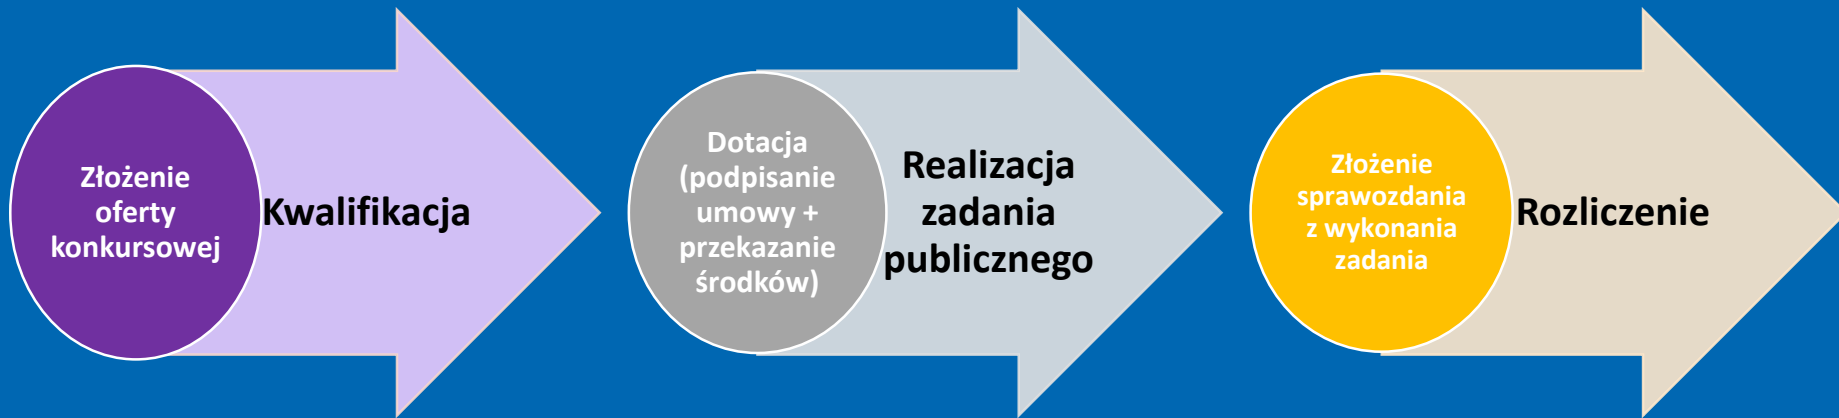 Złożenie
oferty
konkursowej
Kwalifikacja
Dotacja
(podpisanie
umowy +
przekazanie
środków)
Realizacja
zadania
publicznego
Złożenie
sprawozdania
z wykonania
zadania
Rozliczenie